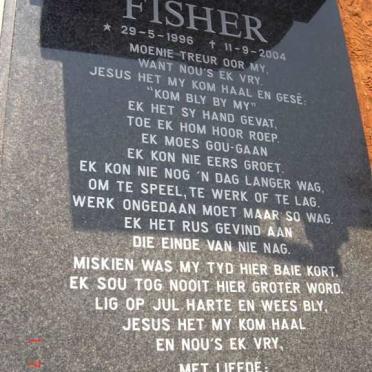 FISHER
* 29-5-1996 † 11-9-2004
MOENIE TREUR OOR MY,
WANT NOU'S EK VRY.
JESUS HET MY KOM HAAL EN GESÊ:
"KOM BLY BY MY"
EK HET SY HAND GEVAT,
TOE EK HOM HOOR ROEP.
EK MOES GOU-GAAN
EK KON NIE EERS GROET.
EK KON NIE NOG 'N DAG LANGER WAG,
OM TE SPEEL, TE WERK OF TE LAG.
WERK ONGEDAAN MOET MAAR SO WAG.
EK HET RUS GEVIND AAN
DIE EINDE VAN NIE NAG.
MISKIEN WAS MY TYD HIER BAIE KORT,
EK SOU TOG NOOIT HIER GROTER WORD.
LIG OP JUL HARTE EN WEES BLY,
JESUS HET MY KOM HAAL
EN NOU'S EK VRY,
MET LIEFDE: